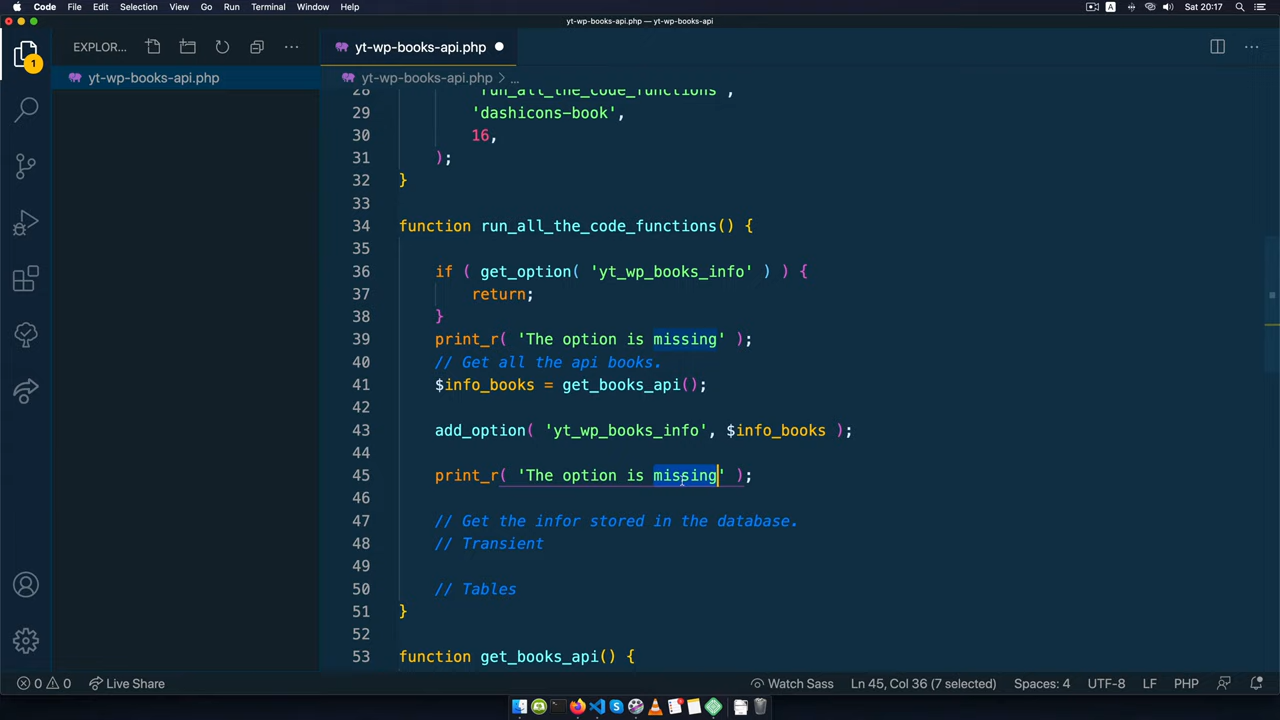 Code File Edit Selection View Go Run Terminal Window Help A Sat 20:17
yt-wp-books-api.php — yt-wp-books-api
EXPLOR... yt-wp-books-api.php
1 yt-wp-books-api.php yt-wp-books-api.php > ...
28 'run_all_the_code_functions',
29 'dashicons-book',
30 16,
31 );
32 }
33
34 function run_all_the_code_functions() {
35
36 if ( get_option( 'yt_wp_books_info' ) ) {
37 return;
38 }
39 print_r( 'The option is missing' );
40 // Get all the api books.
41 $info_books = get_books_api();
42
43 add_option( 'yt_wp_books_info', $info_books );
44
45 print_r( 'The option is missing' );
46
47 // Get the infor stored in the database.
48 // Transient
49
50 // Tables
51 }
52
53 function get_books_api() {
0 0 Live Share Watch Sass Ln 45, Col 36 (7 selected) Spaces: 4 UTF-8 LF PHP